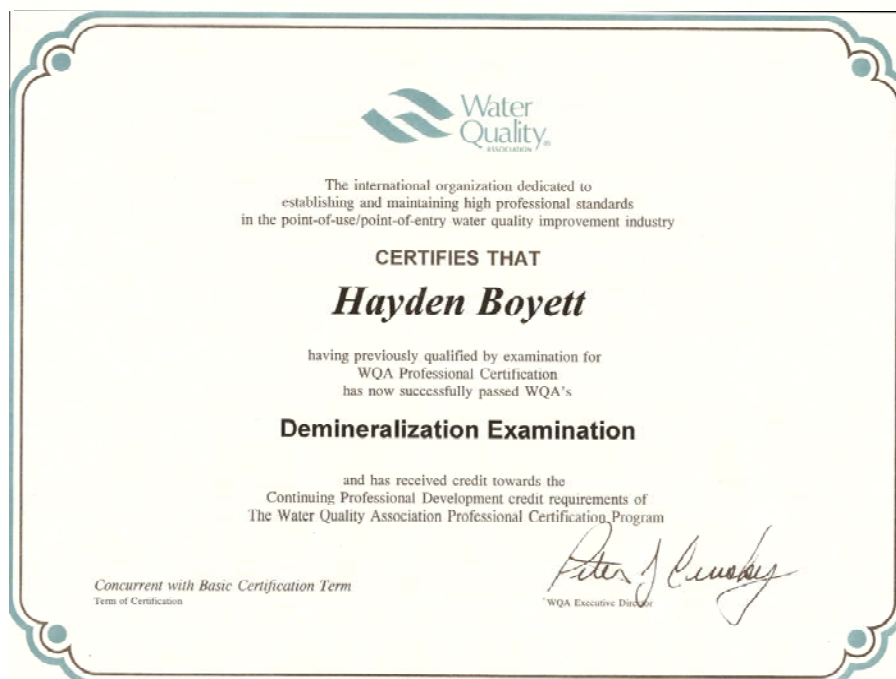 Water
Quality®
ASSOCIATION
The international organization dedicated to
establishing and maintaining high professional standards
in the point-of-use/point-of-entry water quality improvement industry
CERTIFIES THAT
Hayden Boyett
having previously qualified by examination for
WQA Professional Certification
has now successfully passed WQA's
Demineralization Examination
and has received credit towards the
Continuing Professional Development credit requirements of
The Water Quality Association Professional Certification Program
Concurrent with Basic Certification Term
Term of Certification
Peter J Censky
WQA Executive Director